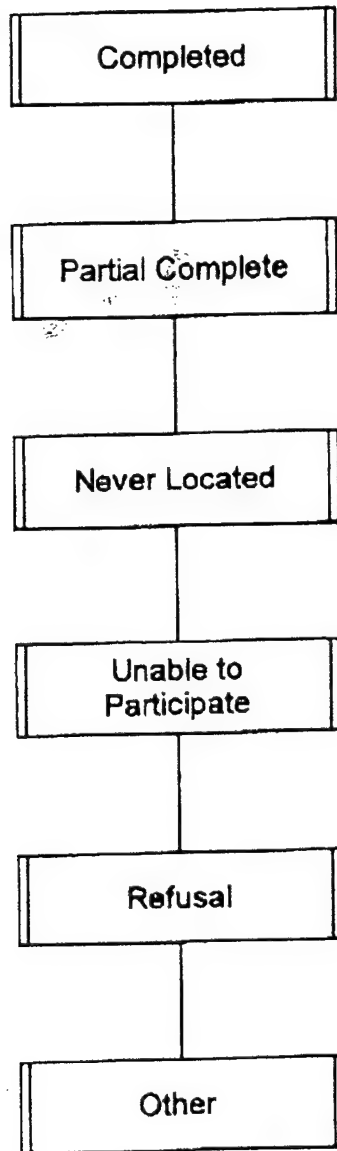 Completed
Partial Complete
Never Located
Unable to
Participate
Refusal
Other